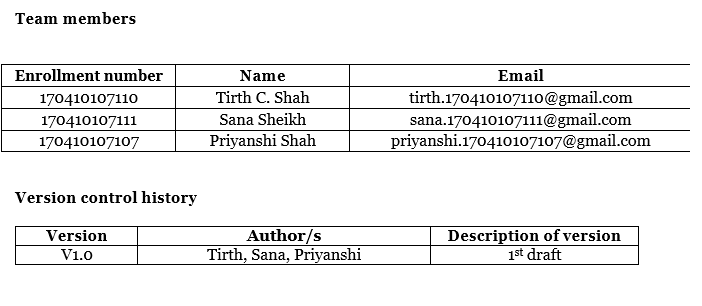 Team members
Enrollment number Name Email
170410107110 Tirth C. Shah tirth.170410107110@gmail.com
170410107111 Sana Sheikh sana.170410107111@gmail.com
170410107107 Priyanshi Shah priyanshi.170410107107@gmail.com
Version control history
Version Author/s Description of version
V1.0 Tirth, Sana, Priyanshi 1st draft